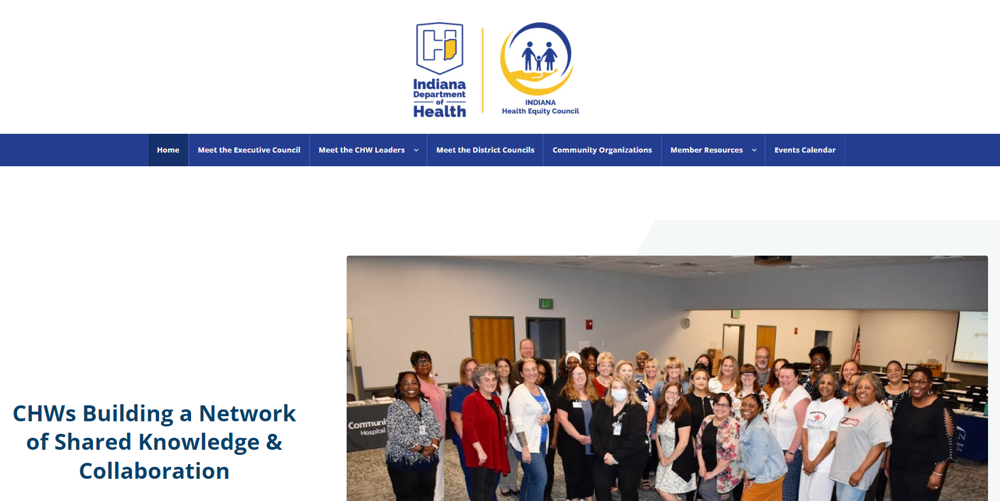 Indiana
Department
of
Health
INDIANA
Health Equity Council
Home
Meet the Executive Council
Meet the CHW Leaders
Meet the District Councils
Community Organizations
Member Resources
Events Calendar
CHWs Building a Network
of Shared Knowledge &
Collaboration
EXIT
Communi
Hospital